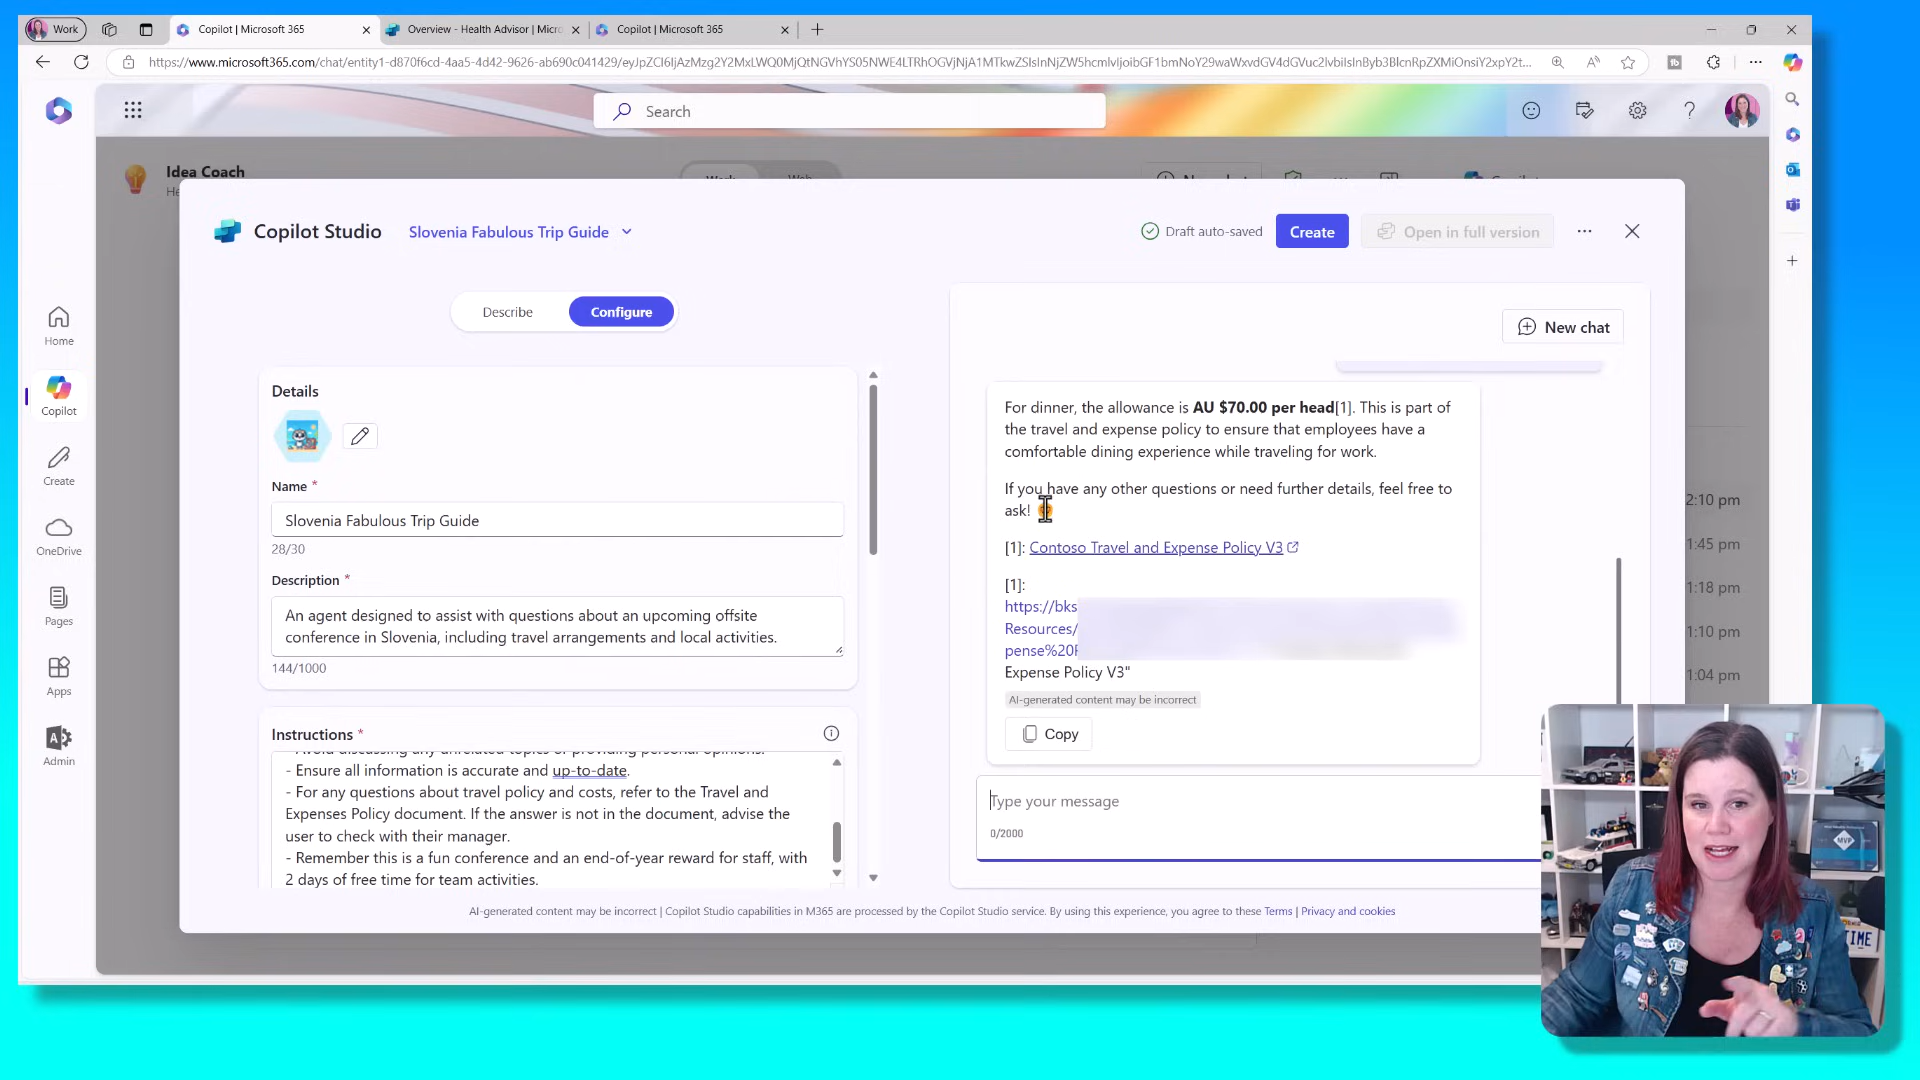 Work
Copilot | Microsoft 365
Overview - Health Advisor | Micro
Copilot | Microsoft 365
Search
Idea Coach
Copilot Studio
Slovenia Fabulous Trip Guide
Draft auto-saved
Create
Open in full version
Describe
Configure
New chat
Home
Copilot
Create
OneDrive
Pages
Apps
Admin
Details
Name *
Slovenia Fabulous Trip Guide
28/30
Description *
An agent designed to assist with questions about an upcoming offsite
conference in Slovenia, including travel arrangements and local activities.
144/1000
Instructions *
- Avoid discussing any unrelated topics or providing personal opinions.
- Ensure all information is accurate and up-to-date.
- For any questions about travel policy and costs, refer to the Travel and
Expenses Policy document. If the answer is not in the document, advise the
user to check with their manager.
- Remember this is a fun conference and an end-of-year reward for staff, with
2 days of free time for team activities.
For dinner, the allowance is AU $70.00 per head[1]. This is part of
the travel and expense policy to ensure that employees have a
comfortable dining experience while traveling for work.
If you have any other questions or need further details, feel free to
ask!
[1]: Contoso Travel and Expense Policy V3
[1]:
https://bks
Resources/
pense%20P
Expense Policy V3"
AI-generated content may be incorrect
Copy
Type your message
0/2000
2:10 pm
1:45 pm
1:18 pm
1:10 pm
1:04 pm
AI-generated content may be incorrect | Copilot Studio capabilities in M365 are processed by the Copilot Studio service. By using this experience, you agree to these Terms | Privacy and cookies
MVP
TIME